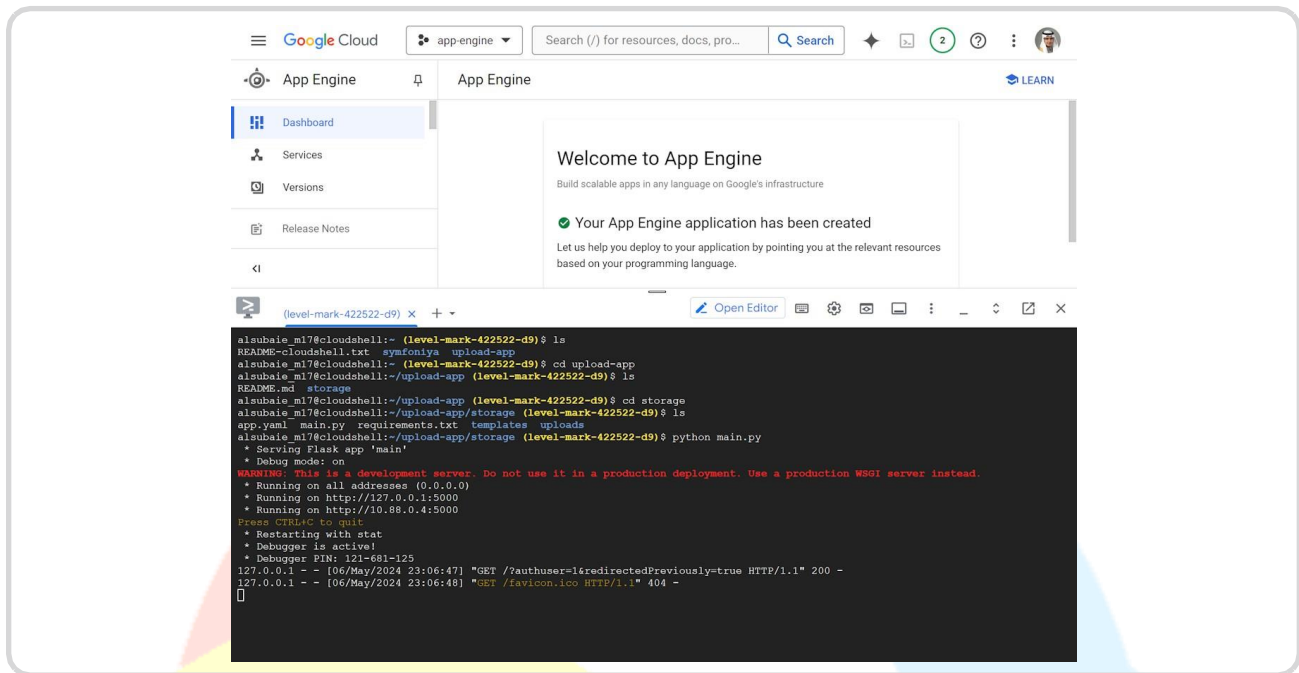 Google Cloud
app-engine
Search (/) for resources, docs, pro...
Search
2
App Engine
App Engine
LEARN
Dashboard
Services
Versions
Release Notes
Welcome to App Engine
Build scalable apps in any language on Google's infrastructure
Your App Engine application has been created
Let us help you deploy to your application by pointing you at the relevant resources
based on your programming language.
(level-mark-422522-d9)
Open Editor
alsubaie_m17@cloudshell:~ (level-mark-422522-d9)$ ls
README-cloudshell.txt symfoniya upload-app
alsubaie_m17@cloudshell:~ (level-mark-422522-d9)$ cd upload-app
alsubaie_m17@cloudshell:~/upload-app (level-mark-422522-d9)$ ls
README.md storage
alsubaie_m17@cloudshell:~/upload-app (level-mark-422522-d9)$ cd storage
alsubaie_m17@cloudshell:~/upload-app/storage (level-mark-422522-d9)$ ls
app.yaml main.py requirements.txt templates uploads
alsubaie_m17@cloudshell:~/upload-app/storage (level-mark-422522-d9)$ python main.py
* Serving Flask app 'main'
* Debug mode: on
WARNING: This is a development server. Do not use it in a production deployment. Use a production WSGI server instead.
* Running on all addresses (0.0.0.0)
* Running on http://127.0.0.1:5000
* Running on http://10.88.0.4:5000
Press CTRL+C to quit
* Restarting with stat
* Debugger is active!
* Debugger PIN: 121-681-125
127.0.0.1 - - [06/May/2024 23:06:47] "GET /?authuser=1&redirectedPreviously=true HTTP/1.1" 200 -
127.0.0.1 - - [06/May/2024 23:06:48] "GET /favicon.ico HTTP/1.1" 404 -